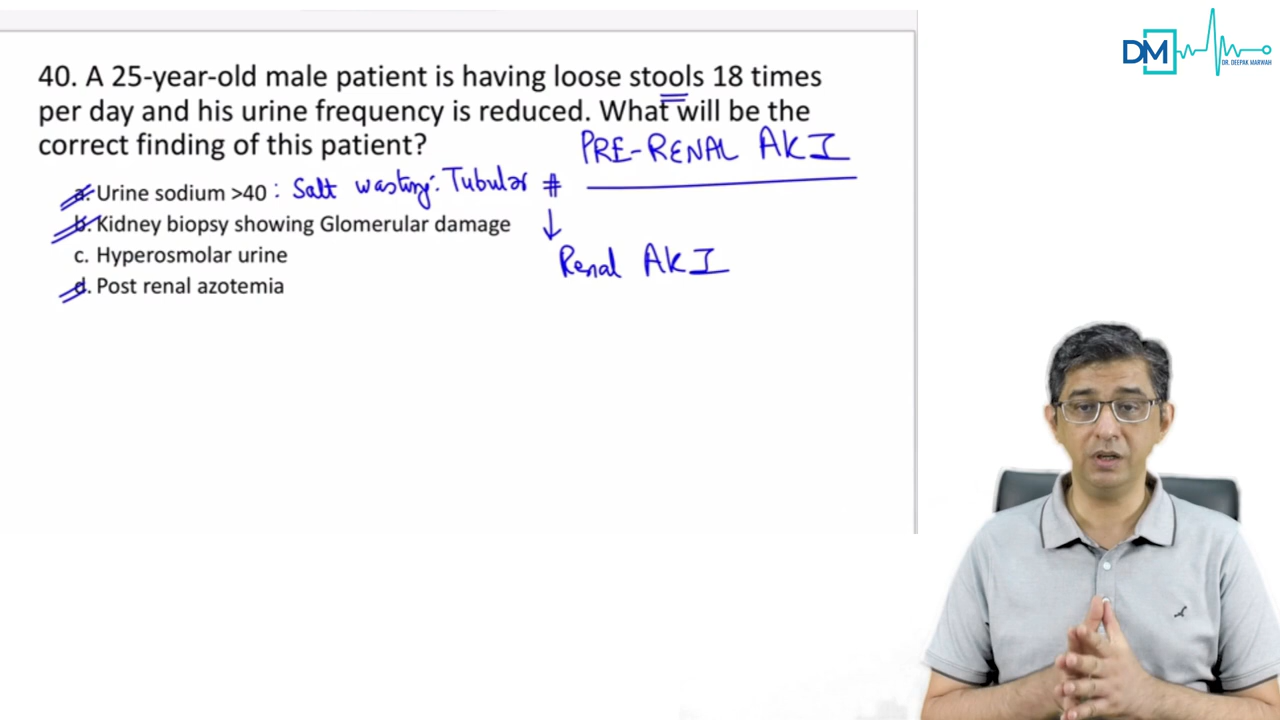 DM
DR. DEEPAK MARWAH
40. A 25-year-old male patient is having loose stools 18 times
per day and his urine frequency is reduced. What will be the
correct finding of this patient?
PRE-RENAL AKI
a. Urine sodium >40 : Salt wasting: Tubular #
b. Kidney biopsy showing Glomerular damage
↓
c. Hyperosmolar urine
Renal AKI
d. Post renal azotemia